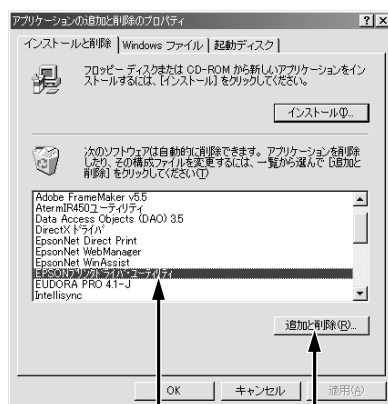 アプリケーションの追加と削除のプロパティ
? ×
インストールと削除 Windows ファイル 起動ディスク
フロッピー ディスクまたは CD-ROM から新しいアプリケーションをイン
ストールするには、[インストール] をクリックしてください。
インストール(I)...
次のソフトウェアは自動的に削除できます。アプリケーションを削除
したり、その構成ファイルを変更するには、一覧から選んで [追加と
削除] をクリックしてください(T)
Adobe FrameMaker v5.5
AtermIR450ユーティリティ
Data Access Objects (DAO) 3.5
DirectX ドライバ
EpsonNet Direct Print
EpsonNet WebManager
EpsonNet WinAssist
EPSONプリンタドライバ・ユーティリティ
EUDORA PRO 4.1-J
Intellisync
追加と削除(R)...
OK キャンセル 適用(A)